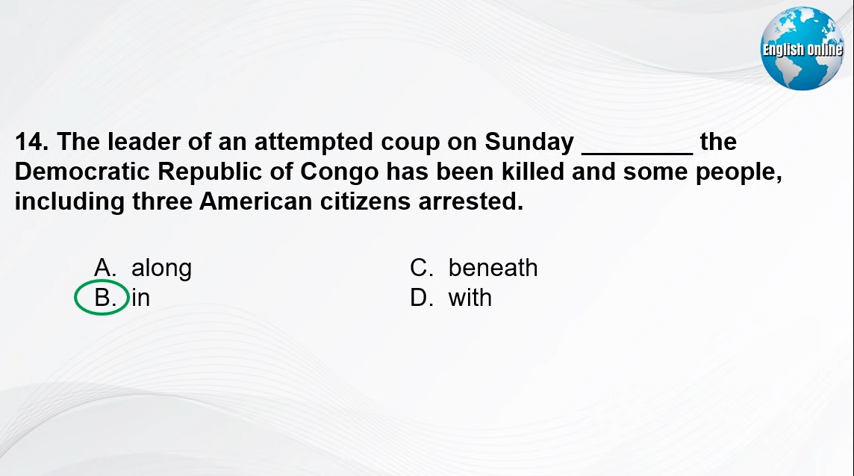 English Online
14. The leader of an attempted coup on Sunday ________ the
Democratic Republic of Congo has been killed and some people,
including three American citizens arrested.
A. along
B. in
C. beneath
D. with